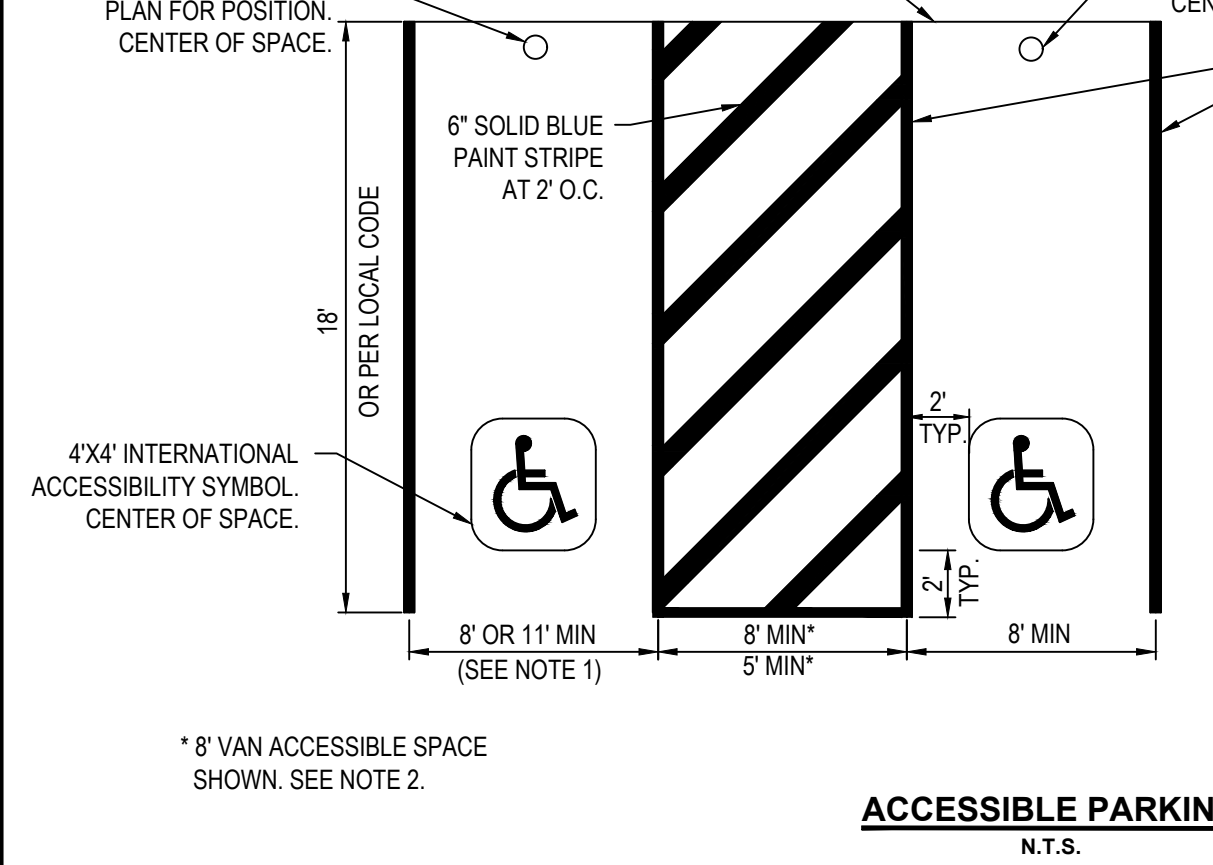 PLAN FOR POSITION.
CENTER OF SPACE.
6" SOLID BLUE
PAINT STRIPE
AT 2' O.C.
18'
OR PER LOCAL CODE
4'X4' INTERNATIONAL
ACCESSIBILITY SYMBOL.
CENTER OF SPACE.
2'
TYP.
2'
TYP.
8' OR 11' MIN
(SEE NOTE 1)
8' MIN*
5' MIN*
8' MIN
* 8' VAN ACCESSIBLE SPACE
SHOWN. SEE NOTE 2.
ACCESSIBLE PARKIN
N.T.S.